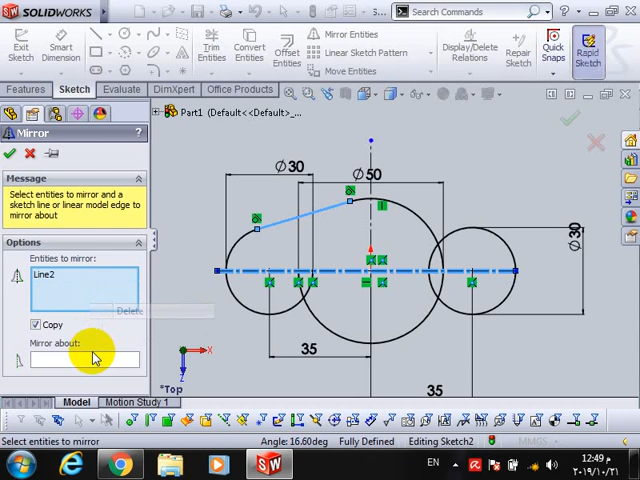 SOLIDWORKS
S...
Search Commands
Exit Sketch
Smart Dimension
Trim Entities
Convert Entities
Offset Entities
Mirror Entities
Linear Sketch Pattern
Move Entities
Display/Delete Relations
Repair Sketch
Quick Snaps
Rapid Sketch
Features
Sketch
Evaluate
DimXpert
Office Products
Part1 (Default<<Default>_...
Mirror
?
Message
Select entities to mirror and a sketch line or linear model edge to mirror about
Options
Entities to mirror:
Line2
Delete
Copy
Mirror about:
Ø30
Ø50
Ø30
35
35
X
Z
*Top
Model
Motion Study 1
Select entities to mirror
Angle: 16.60deg
Fully Defined
Editing Sketch2
MMGS
EN
12:49 م
٢٠١٩/١٠/٢١